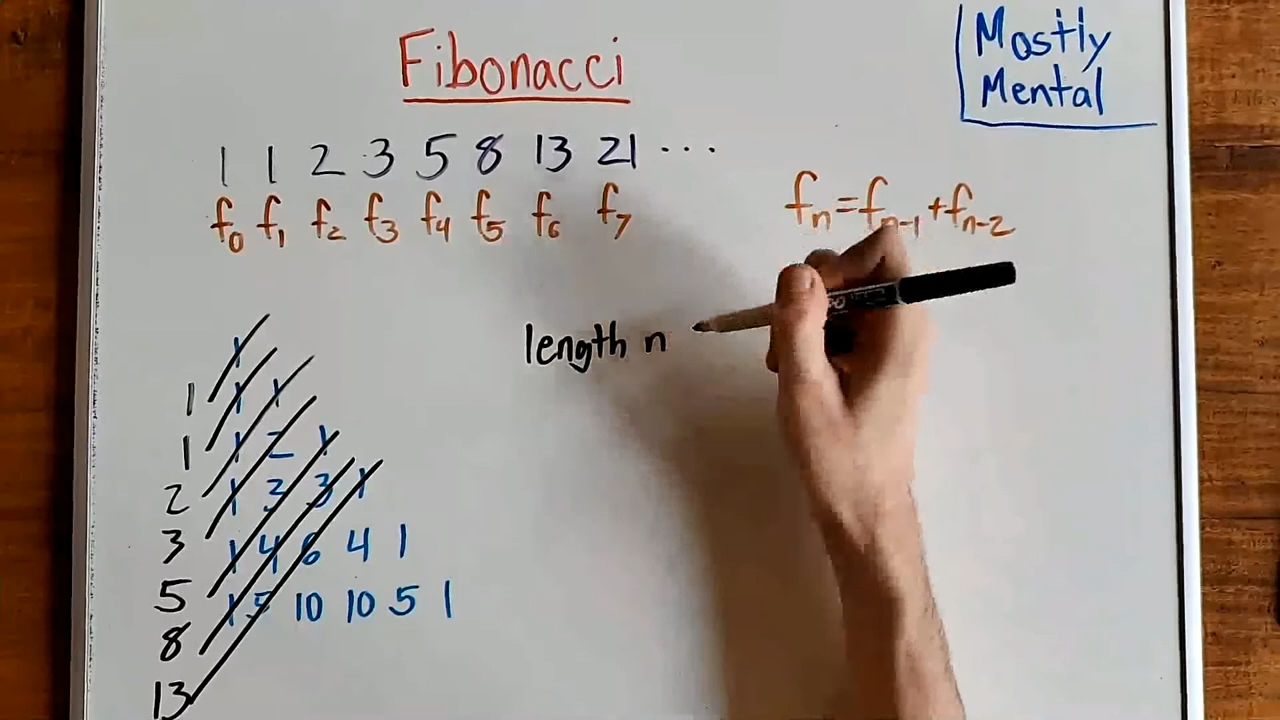 Fibonacci
Mostly
Mental
1 1 2 3 5 8 13 21 ...
f0 f1 f2 f3 f4 f5 f6 f7
fn=fn-1+fn-2
length n
1
1 1 1
1 1 2 1
2 1 3 3 1
3 1 4 6 4 1
5 1 5 10 10 5 1
8
13